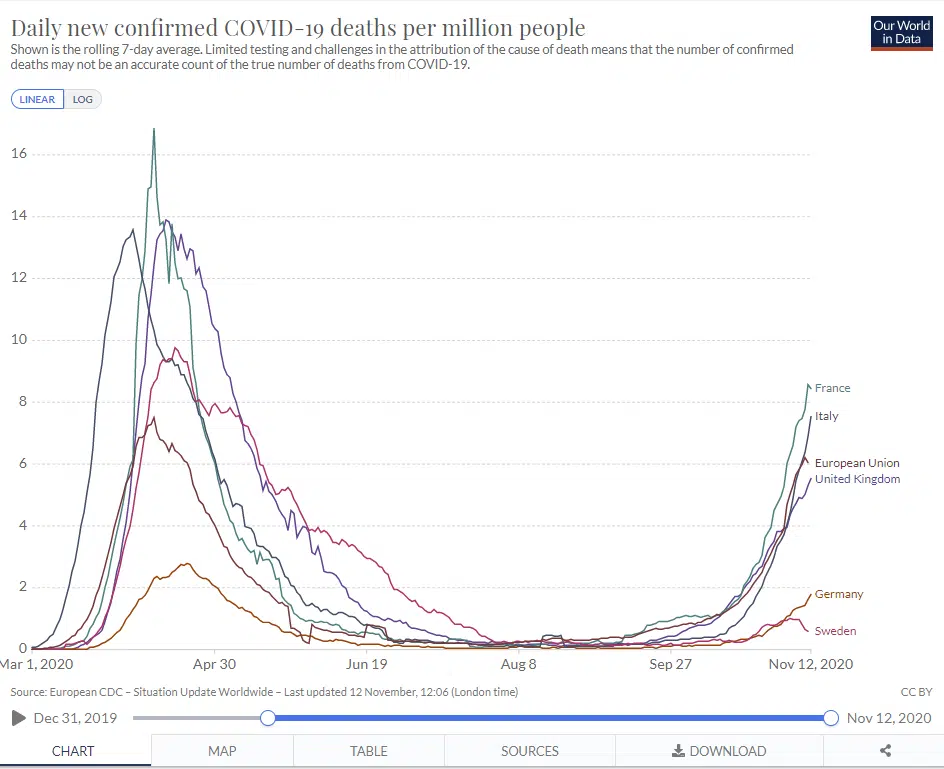 Daily new confirmed COVID-19 deaths per million people
Our World
in Data
Shown is the rolling 7-day average. Limited testing and challenges in the attribution of the cause of death means that the number of confirmed
deaths may not be an accurate count of the true number of deaths from COVID-19.
LINEAR LOG
16
14
12
10
8
6
4
2
0
France
Italy
European Union
United Kingdom
Germany
Sweden
Mar 1, 2020 Apr 30 Jun 19 Aug 8 Sep 27 Nov 12, 2020
Source: European CDC – Situation Update Worldwide – Last updated 12 November, 12:06 (London time) CC BY
Dec 31, 2019 Nov 12, 2020
CHART MAP TABLE SOURCES DOWNLOAD